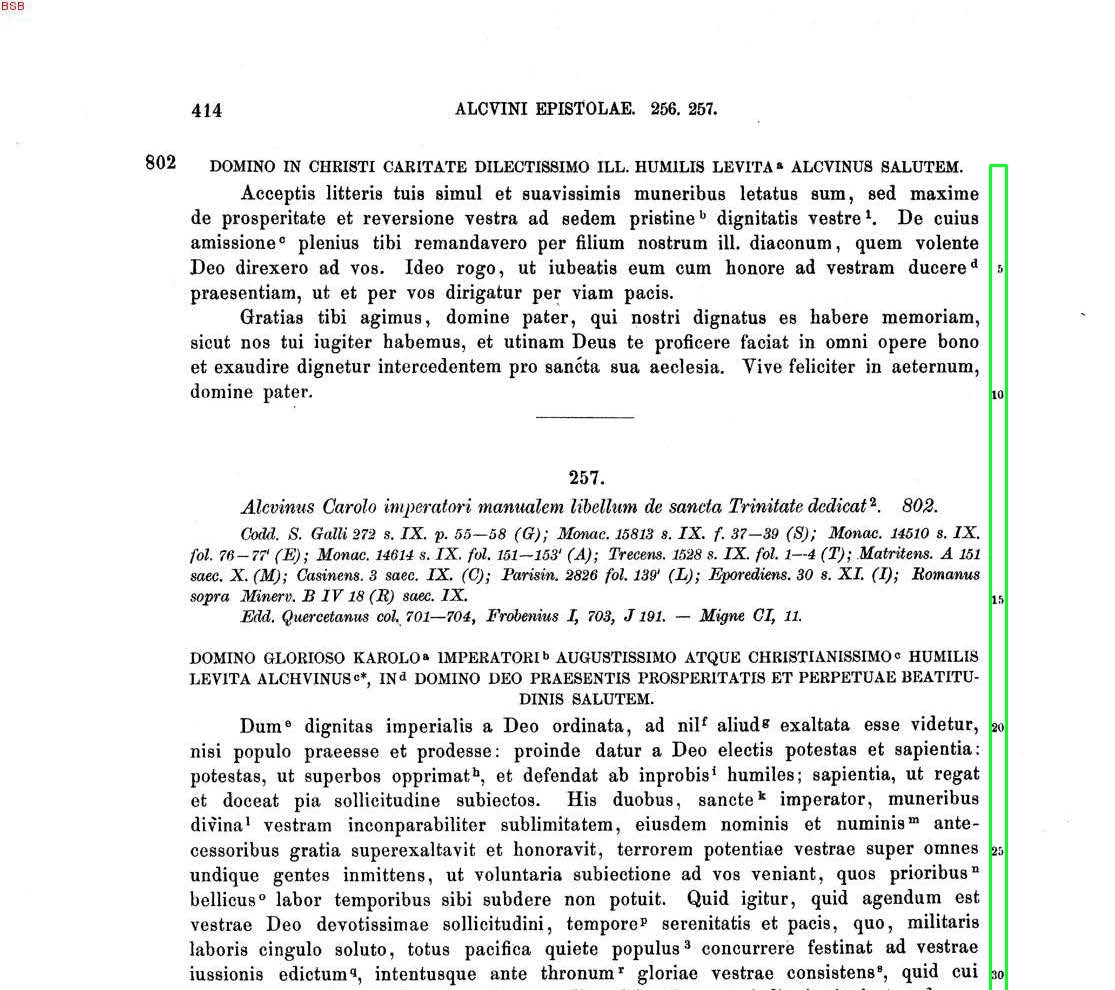 BSB
414 ALCVINI EPISTOLAE. 256. 257.
802 DOMINO IN CHRISTI CARITATE DILECTISSIMO ILL. HUMILIS LEVITA a ALCVINUS SALUTEM.
Acceptis litteris tuis simul et suavissimis muneribus letatus sum, sed maxime
de prosperitate et reversione vestra ad sedem pristine b dignitatis vestre 1. De cuius
amissione c plenius tibi remandavero per filium nostrum ill. diaconum, quem volente
Deo direxero ad vos. Ideo rogo, ut iubeatis eum cum honore ad vestram ducere d 5
praesentiam, ut et per vos dirigatur per viam pacis.
Gratias tibi agimus, domine pater, qui nostri dignatus es habere memoriam,
sicut nos tui iugiter habemus, et utinam Deus te proficere faciat in omni opere bono
et exaudire dignetur intercedentem pro sancta sua aeclesia. Vive feliciter in aeternum,
domine pater. 10
257.
Alcvinus Carolo imperatori manualem libellum de sancta Trinitate dedicat 2. 802.
Codd. S. Galli 272 s. IX. p. 55—58 (G); Monac. 15813 s. IX. f. 37—39 (S); Monac. 14510 s. IX.
fol. 76—77' (E); Monac. 14614 s. IX. fol. 151—153' (A); Trecens. 1528 s. IX. fol. 1—4 (T); Matritens. A 151
saec. X. (M); Casinens. 3 saec. IX. (C); Parisin. 2826 fol. 139' (L); Eporediens. 30 s. XI. (I); Romanus
sopra Minerv. B IV 18 (R) saec. IX. 15
Edd. Quercetanus col. 701—704, Frobenius I, 703, J 191. — Migne CI, 11.
DOMINO GLORIOSO KAROLO a IMPERATORI b AUGUSTISSIMO ATQUE CHRISTIANISSIMO c HUMILIS
LEVITA ALCHVINUS c*, IN d DOMINO DEO PRAESENTIS PROSPERITATIS ET PERPETUAE BEATITU-
DINIS SALUTEM.
Dum e dignitas imperialis a Deo ordinata, ad nil f aliud g exaltata esse videtur, 20
nisi populo praeesse et prodesse: proinde datur a Deo electis potestas et sapientia:
potestas, ut superbos opprimat h, et defendat ab inprobis i humiles; sapientia, ut regat
et doceat pia sollicitudine subiectos. His duobus, sancte k imperator, muneribus
divina l vestram inconparabiliter sublimitatem, eiusdem nominis et numinis m ante-
cessoribus gratia superexaltavit et honoravit, terrorem potentiae vestrae super omnes 25
undique gentes inmittens, ut voluntaria subiectione ad vos veniant, quos prioribus n
bellicus o labor temporibus sibi subdere non potuit. Quid igitur, quid agendum est
vestrae Deo devotissimae sollicitudini, tempore p serenitatis et pacis, quo, militaris
laboris cingulo soluto, totus pacifica quiete populus 3 concurrere festinat ad vestrae
iussionis edictum q, intentusque ante thronum r gloriae vestrae consistens s, quid cui 30